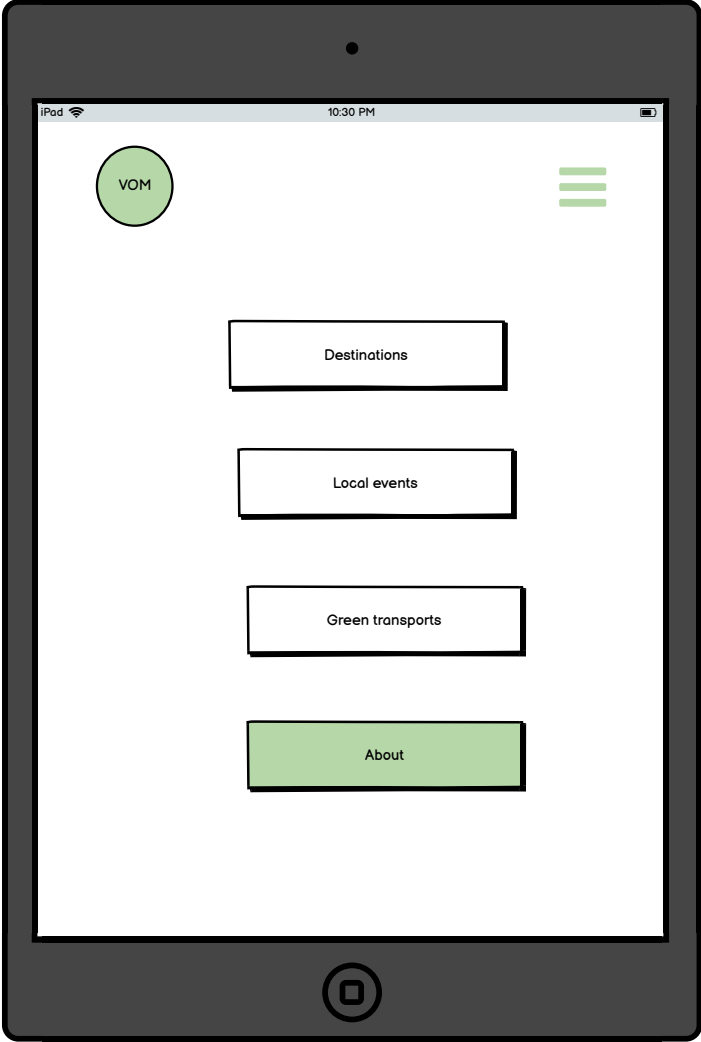 iPad
10:30 PM
VOM
Destinations
Local events
Green transports
About